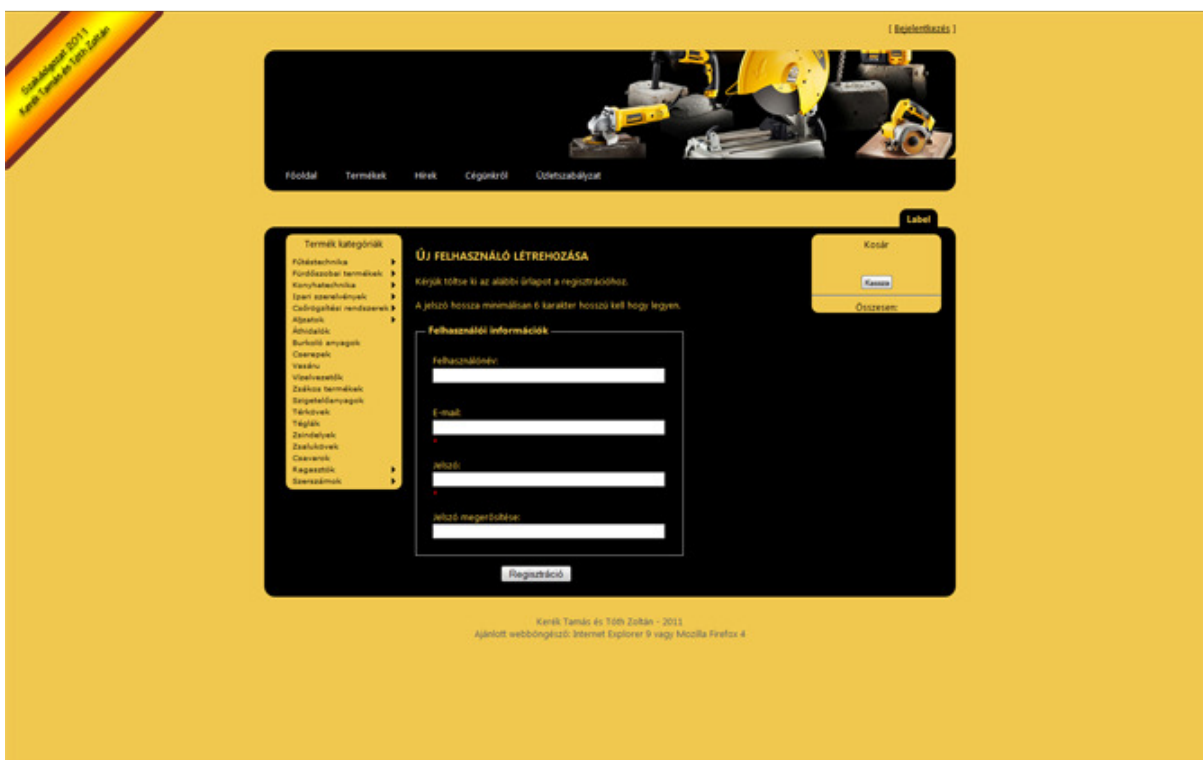 Szakdolgozat 2011
Kerék Tamás és Tóth Zoltán
[ Bejelentkezés ]
Főoldal Termékek Hírek Cégünkről Üzletszabályzat
Label
Termék kategóriák
Fűtéstechnika
Fürdőszobai termékek
Konyhatechnika
Ipari szerelvények
Csőrögzítési rendszerek
Aljzatok
Áthidalók
Burkoló anyagok
Cserepek
Vasáru
Vízelvezetők
Zsákos termékek
Szigetelőanyagok
Térkövek
Téglák
Zsindelyek
Zsalukövek
Csavarok
Ragasztók
Szerszámok
Új felhasználó létrehozása
Kérjük töltse ki az alábbi űrlapot a regisztrációhoz.
A jelszó hossza minimálisan 6 karakter hosszú kell hogy legyen.
Felhasználói információk
Felhasználónév:
E-mail:
*
Jelszó:
*
Jelszó megerősítése:
Regisztráció
Kosár
Kassza
Összesen:
Kerék Tamás és Tóth Zoltán - 2011
Ajánlott webböngésző: Internet Explorer 9 vagy Mozilla Firefox 4